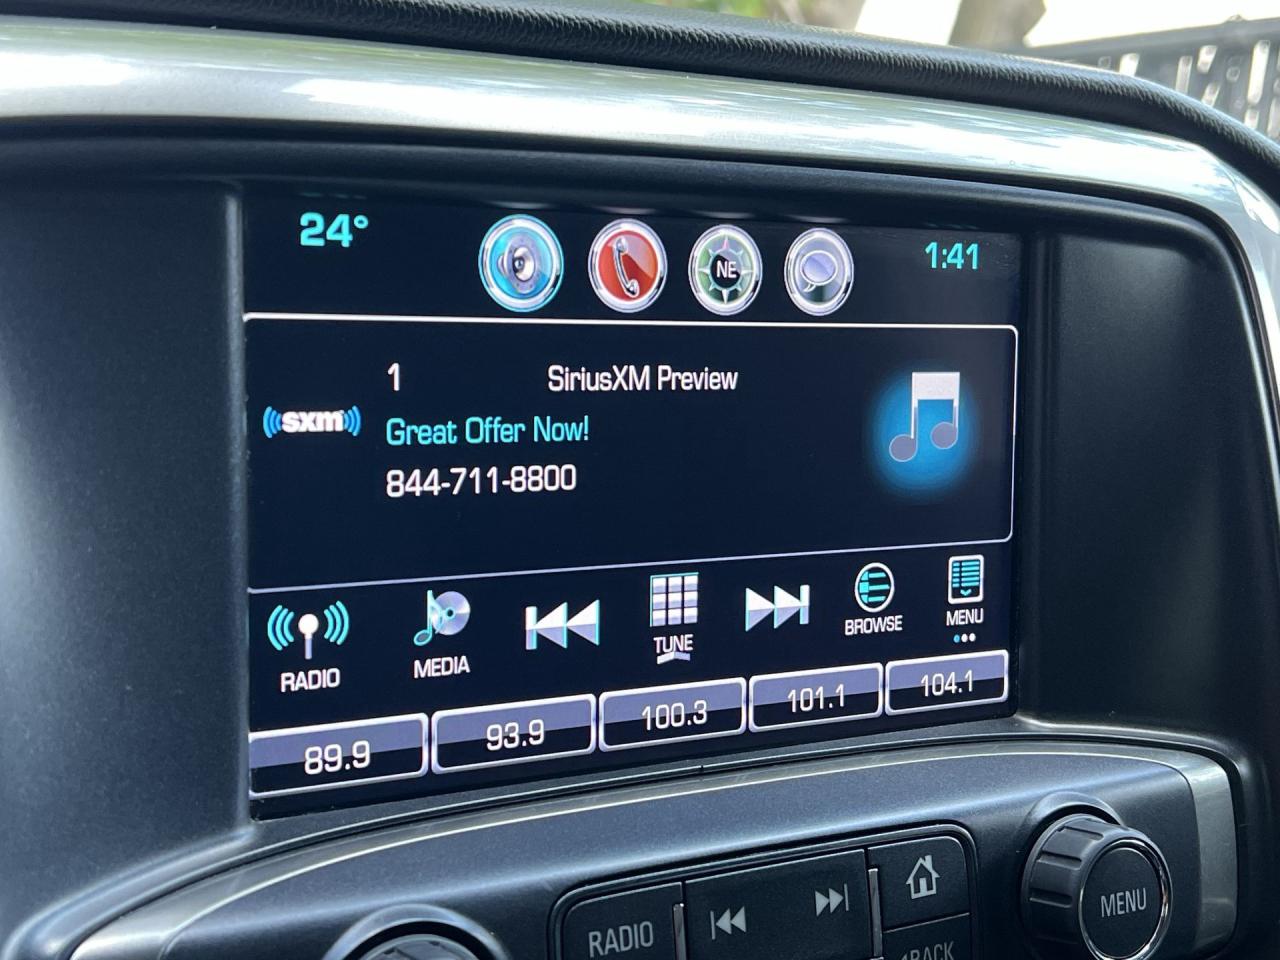 24°
NE
1:41
1 SiriusXM Preview
sxm
Great Offer Now!
844-711-8800
RADIO
MEDIA
TUNE
BROWSE
MENU
89.9
93.9
100.3
101.1
104.1
RADIO
MENU
BACK